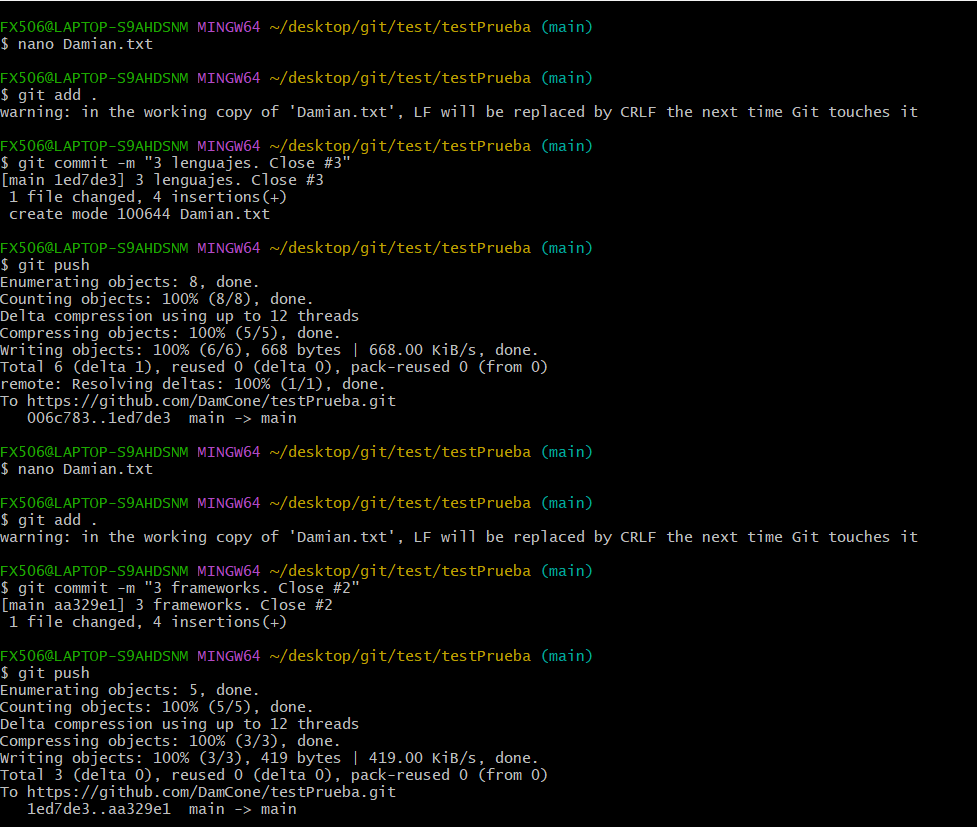 FX506@LAPTOP-S9AHDSNM MINGW64 ~/desktop/git/test/testPrueba (main)
$ nano Damian.txt
FX506@LAPTOP-S9AHDSNM MINGW64 ~/desktop/git/test/testPrueba (main)
$ git add .
warning: in the working copy of 'Damian.txt', LF will be replaced by CRLF the next time Git touches it
FX506@LAPTOP-S9AHDSNM MINGW64 ~/desktop/git/test/testPrueba (main)
$ git commit -m "3 lenguajes. Close #3"
[main 1ed7de3] 3 lenguajes. Close #3
1 file changed, 4 insertions(+)
create mode 100644 Damian.txt
FX506@LAPTOP-S9AHDSNM MINGW64 ~/desktop/git/test/testPrueba (main)
$ git push
Enumerating objects: 8, done.
Counting objects: 100% (8/8), done.
Delta compression using up to 12 threads
Compressing objects: 100% (5/5), done.
Writing objects: 100% (6/6), 668 bytes | 668.00 KiB/s, done.
Total 6 (delta 1), reused 0 (delta 0), pack-reused 0 (from 0)
remote: Resolving deltas: 100% (1/1), done.
To https://github.com/DamCone/testPrueba.git
006c783..1ed7de3  main -> main
FX506@LAPTOP-S9AHDSNM MINGW64 ~/desktop/git/test/testPrueba (main)
$ nano Damian.txt
FX506@LAPTOP-S9AHDSNM MINGW64 ~/desktop/git/test/testPrueba (main)
$ git add .
warning: in the working copy of 'Damian.txt', LF will be replaced by CRLF the next time Git touches it
FX506@LAPTOP-S9AHDSNM MINGW64 ~/desktop/git/test/testPrueba (main)
$ git commit -m "3 frameworks. Close #2"
[main aa329e1] 3 frameworks. Close #2
1 file changed, 4 insertions(+)
FX506@LAPTOP-S9AHDSNM MINGW64 ~/desktop/git/test/testPrueba (main)
$ git push
Enumerating objects: 5, done.
Counting objects: 100% (5/5), done.
Delta compression using up to 12 threads
Compressing objects: 100% (3/3), done.
Writing objects: 100% (3/3), 419 bytes | 419.00 KiB/s, done.
Total 3 (delta 0), reused 0 (delta 0), pack-reused 0 (from 0)
To https://github.com/DamCone/testPrueba.git
1ed7de3..aa329e1  main -> main